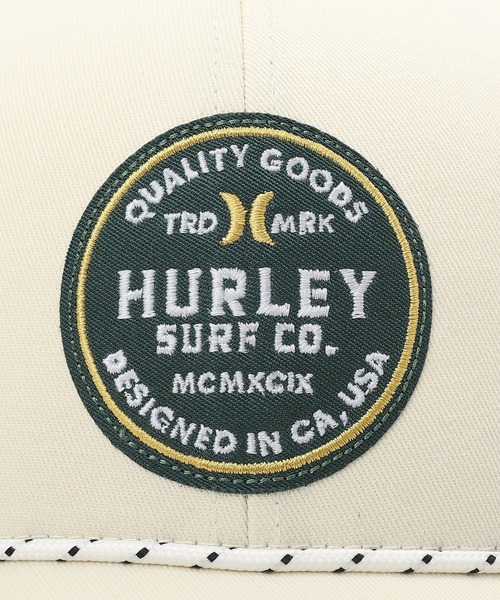 QUALITY GOODS
TRD MRK
HURLEY
SURF CO.
MCMXCIX
DESIGNED IN CA, USA